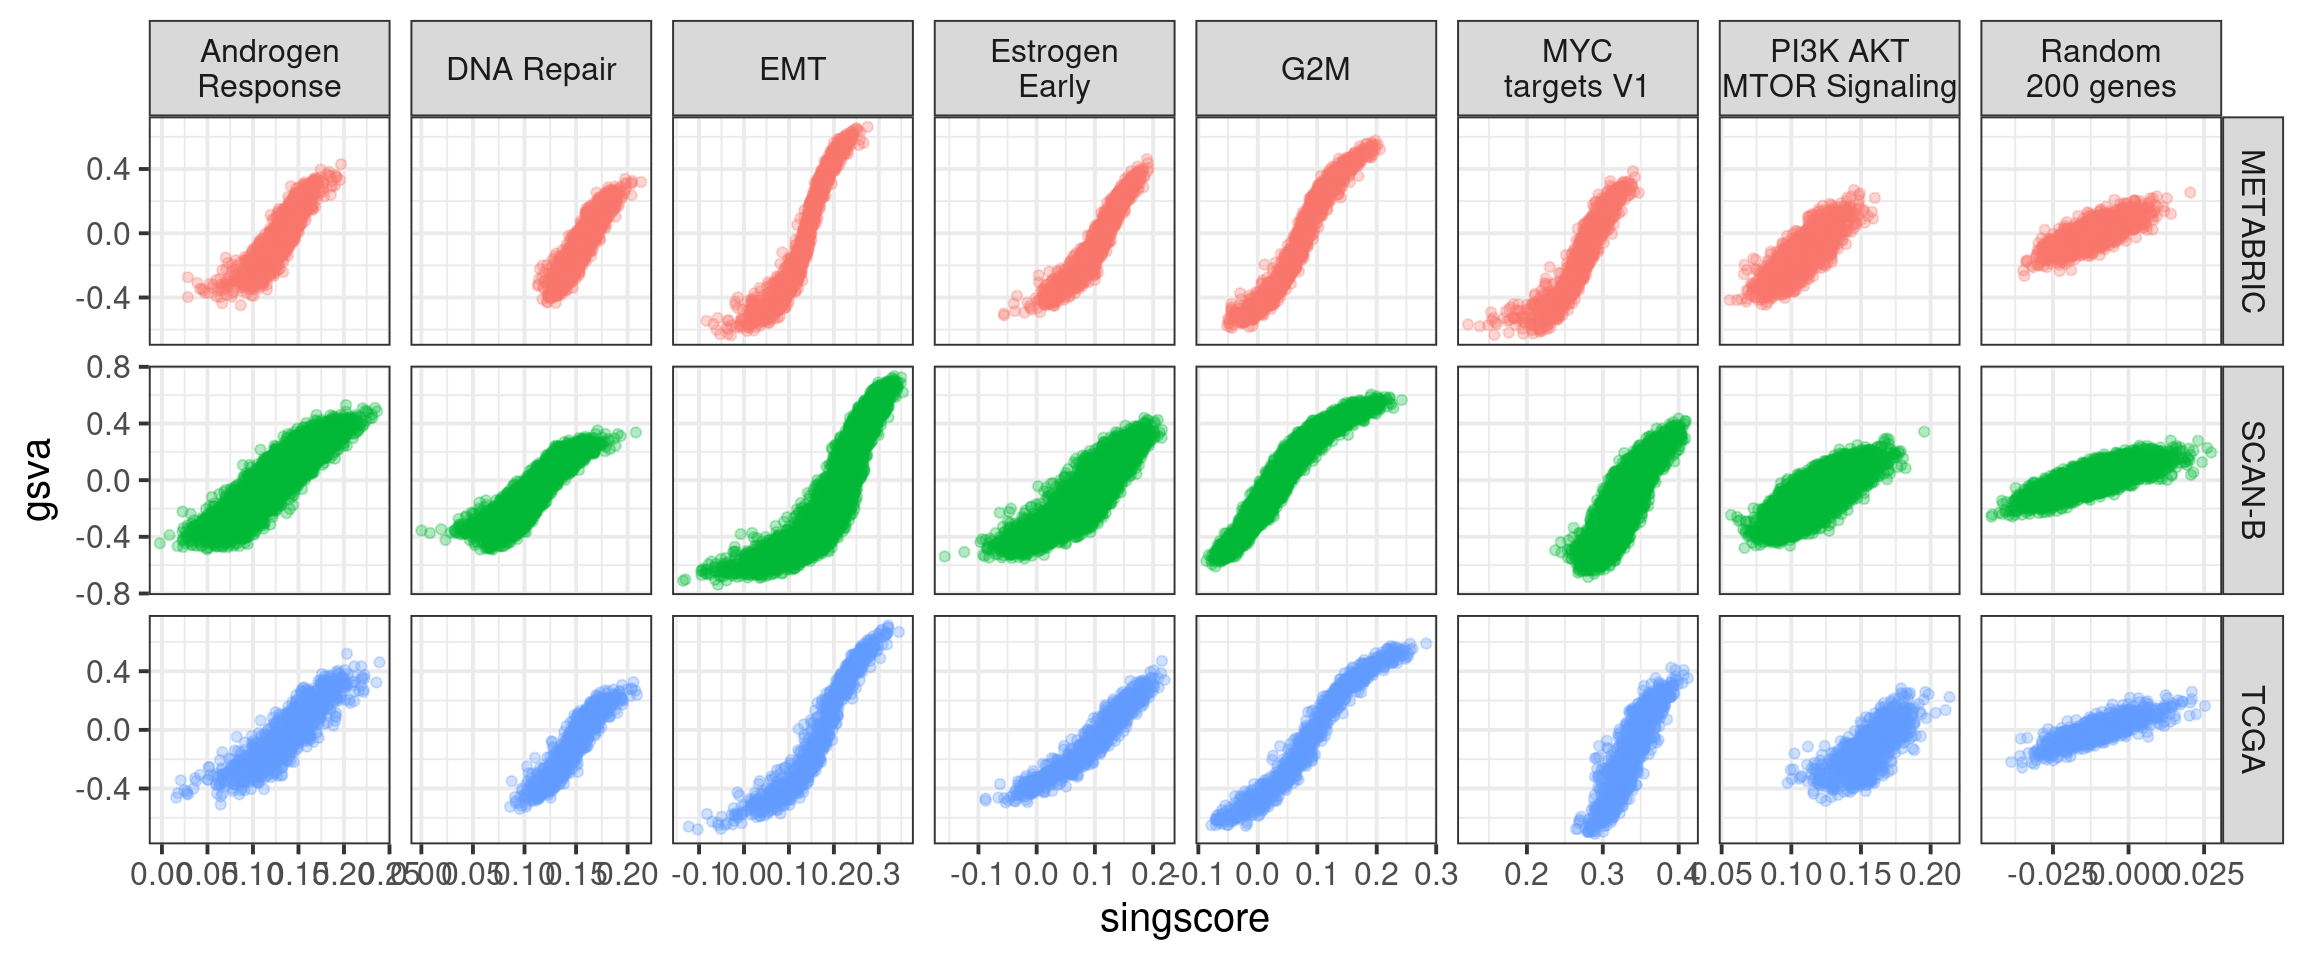 Androgen
Response
DNA Repair
EMT
Estrogen
Early
G2M
MYC
targets V1
PI3K AKT
MTOR Signaling
Random
200 genes
0.4
0.0
-0.4
METABRIC
0.8
0.4
0.0
-0.4
-0.8
SCAN-B
0.4
0.0
-0.4
TCGA
gsva
0.00 0.05 0.10 0.15 0.20 0.25
0.00 0.05 0.10 0.15 0.20
-0.1 0.0 0.1 0.2 0.3
-0.1 0.0 0.1 0.2
-0.1 0.0 0.1 0.2 0.3
0.2 0.3 0.4
0.05 0.10 0.15 0.20
-0.025 0.000 0.025
singscore